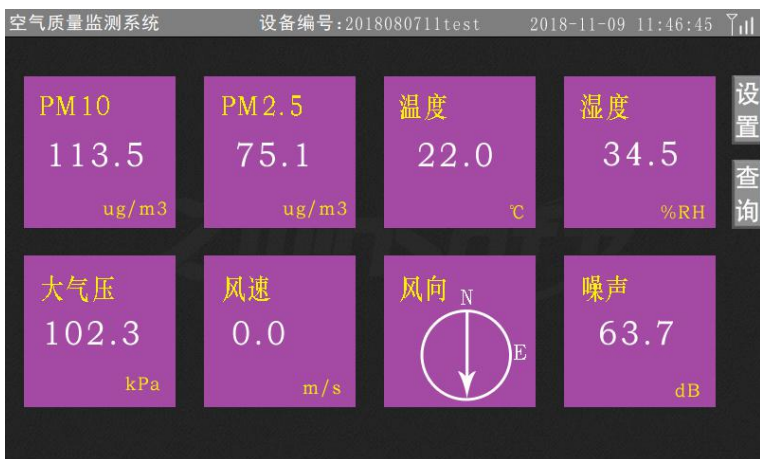 空气质量监测系统 设备编号:2018080711test 2018-11-09 11:46:45
PM10
113.5
ug/m3
PM2.5
75.1
ug/m3
温度
22.0
℃
湿度
34.5
%RH
设置
查询
大气压
102.3
kPa
风速
0.0
m/s
风向
N
E
噪声
63.7
dB